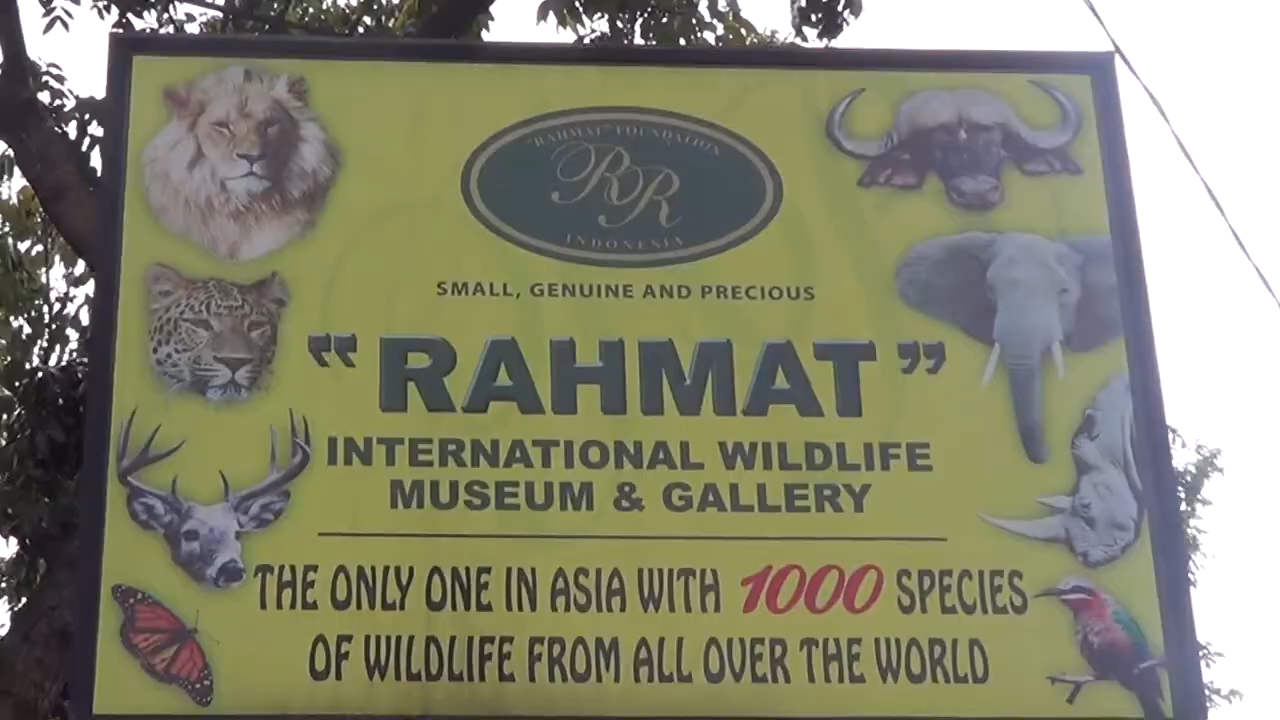 "RAHMAT" FOUNDATION
RR
INDONESIA
SMALL, GENUINE AND PRECIOUS
"RAHMAT"
INTERNATIONAL WILDLIFE
MUSEUM & GALLERY
THE ONLY ONE IN ASIA WITH 1000 SPECIES
OF WILDLIFE FROM ALL OVER THE WORLD